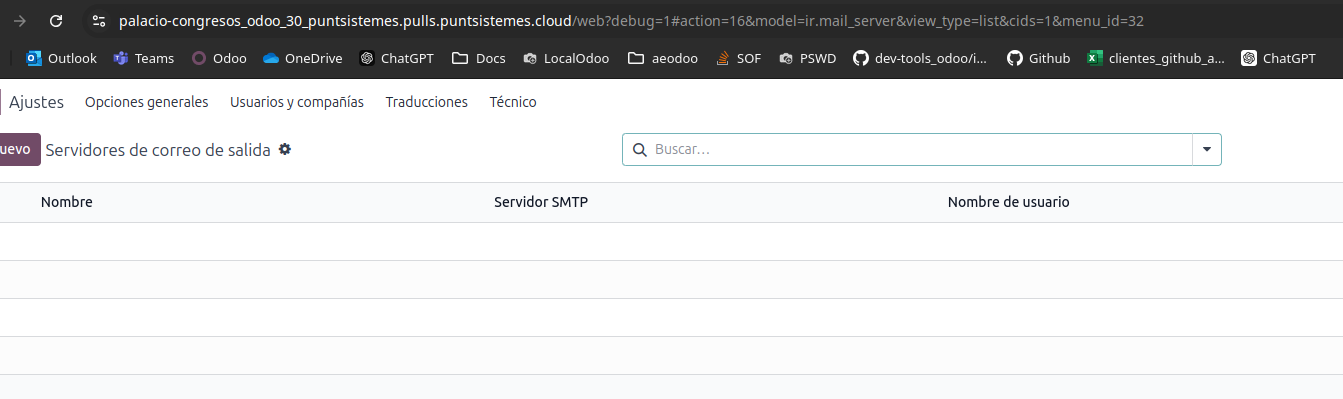 palacio-congresos_odoo_30_puntsistemes.pulls.puntsistemes.cloud/web?debug=1#action=16&model=ir.mail_server&view_type=list&cids=1&menu_id=32
Outlook Teams Odoo OneDrive ChatGPT Docs LocalOdoo aeodoo SOF PSWD dev-tools_odoo/i... Github clientes_github_a... ChatGPT
Ajustes Opciones generales Usuarios y compañías Traducciones Técnico
uevo Servidores de correo de salida Buscar...
Nombre Servidor SMTP Nombre de usuario